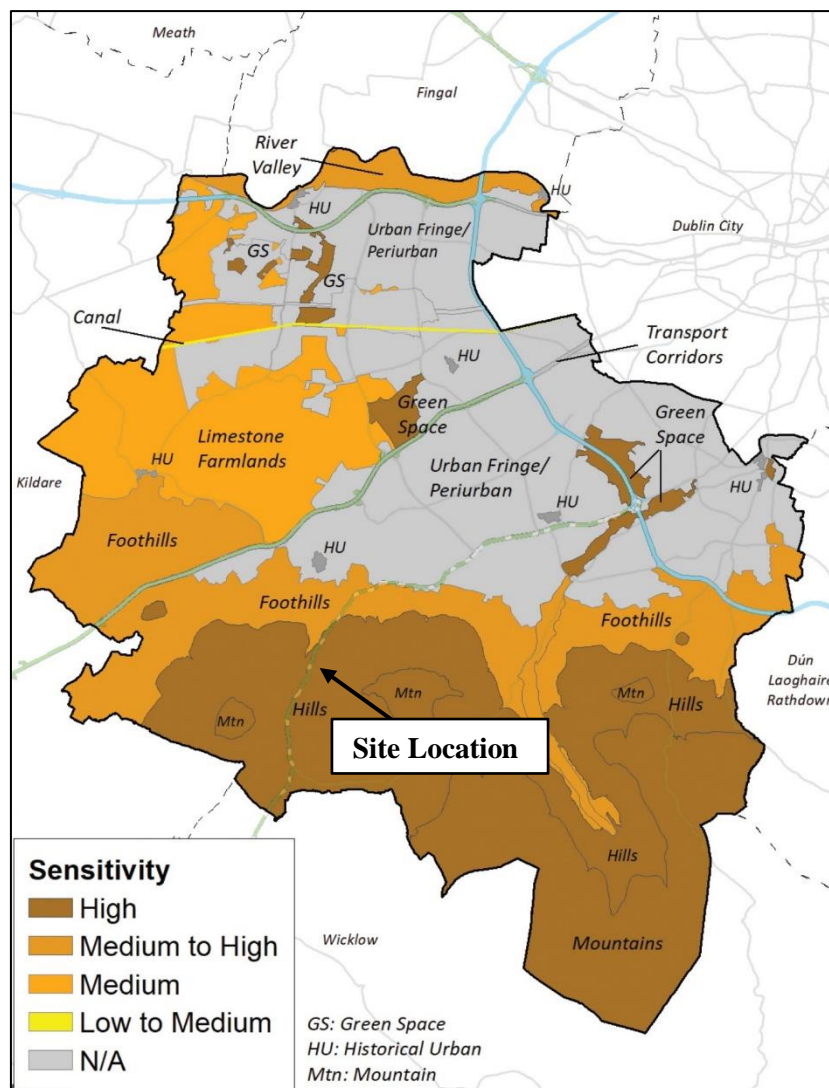 Meath
Fingal
River
Valley
HU
HU
Dublin City
GS
Urban Fringe/
Periurban
GS
Canal
Transport
Corridors
HU
Green
Space
Green
Space
Limestone
Farmlands
HU
Urban Fringe/
Periurban
HU
Kildare
HU
Foothills
HU
Foothills
Foothills
Dún
Laoghaire
Rathdown
Mtn
Mtn
Mtn
Hills
Hills
Site Location
Hills
Mountains
Wicklow
Sensitivity
High
Medium to High
Medium
Low to Medium
N/A
GS: Green Space
HU: Historical Urban
Mtn: Mountain